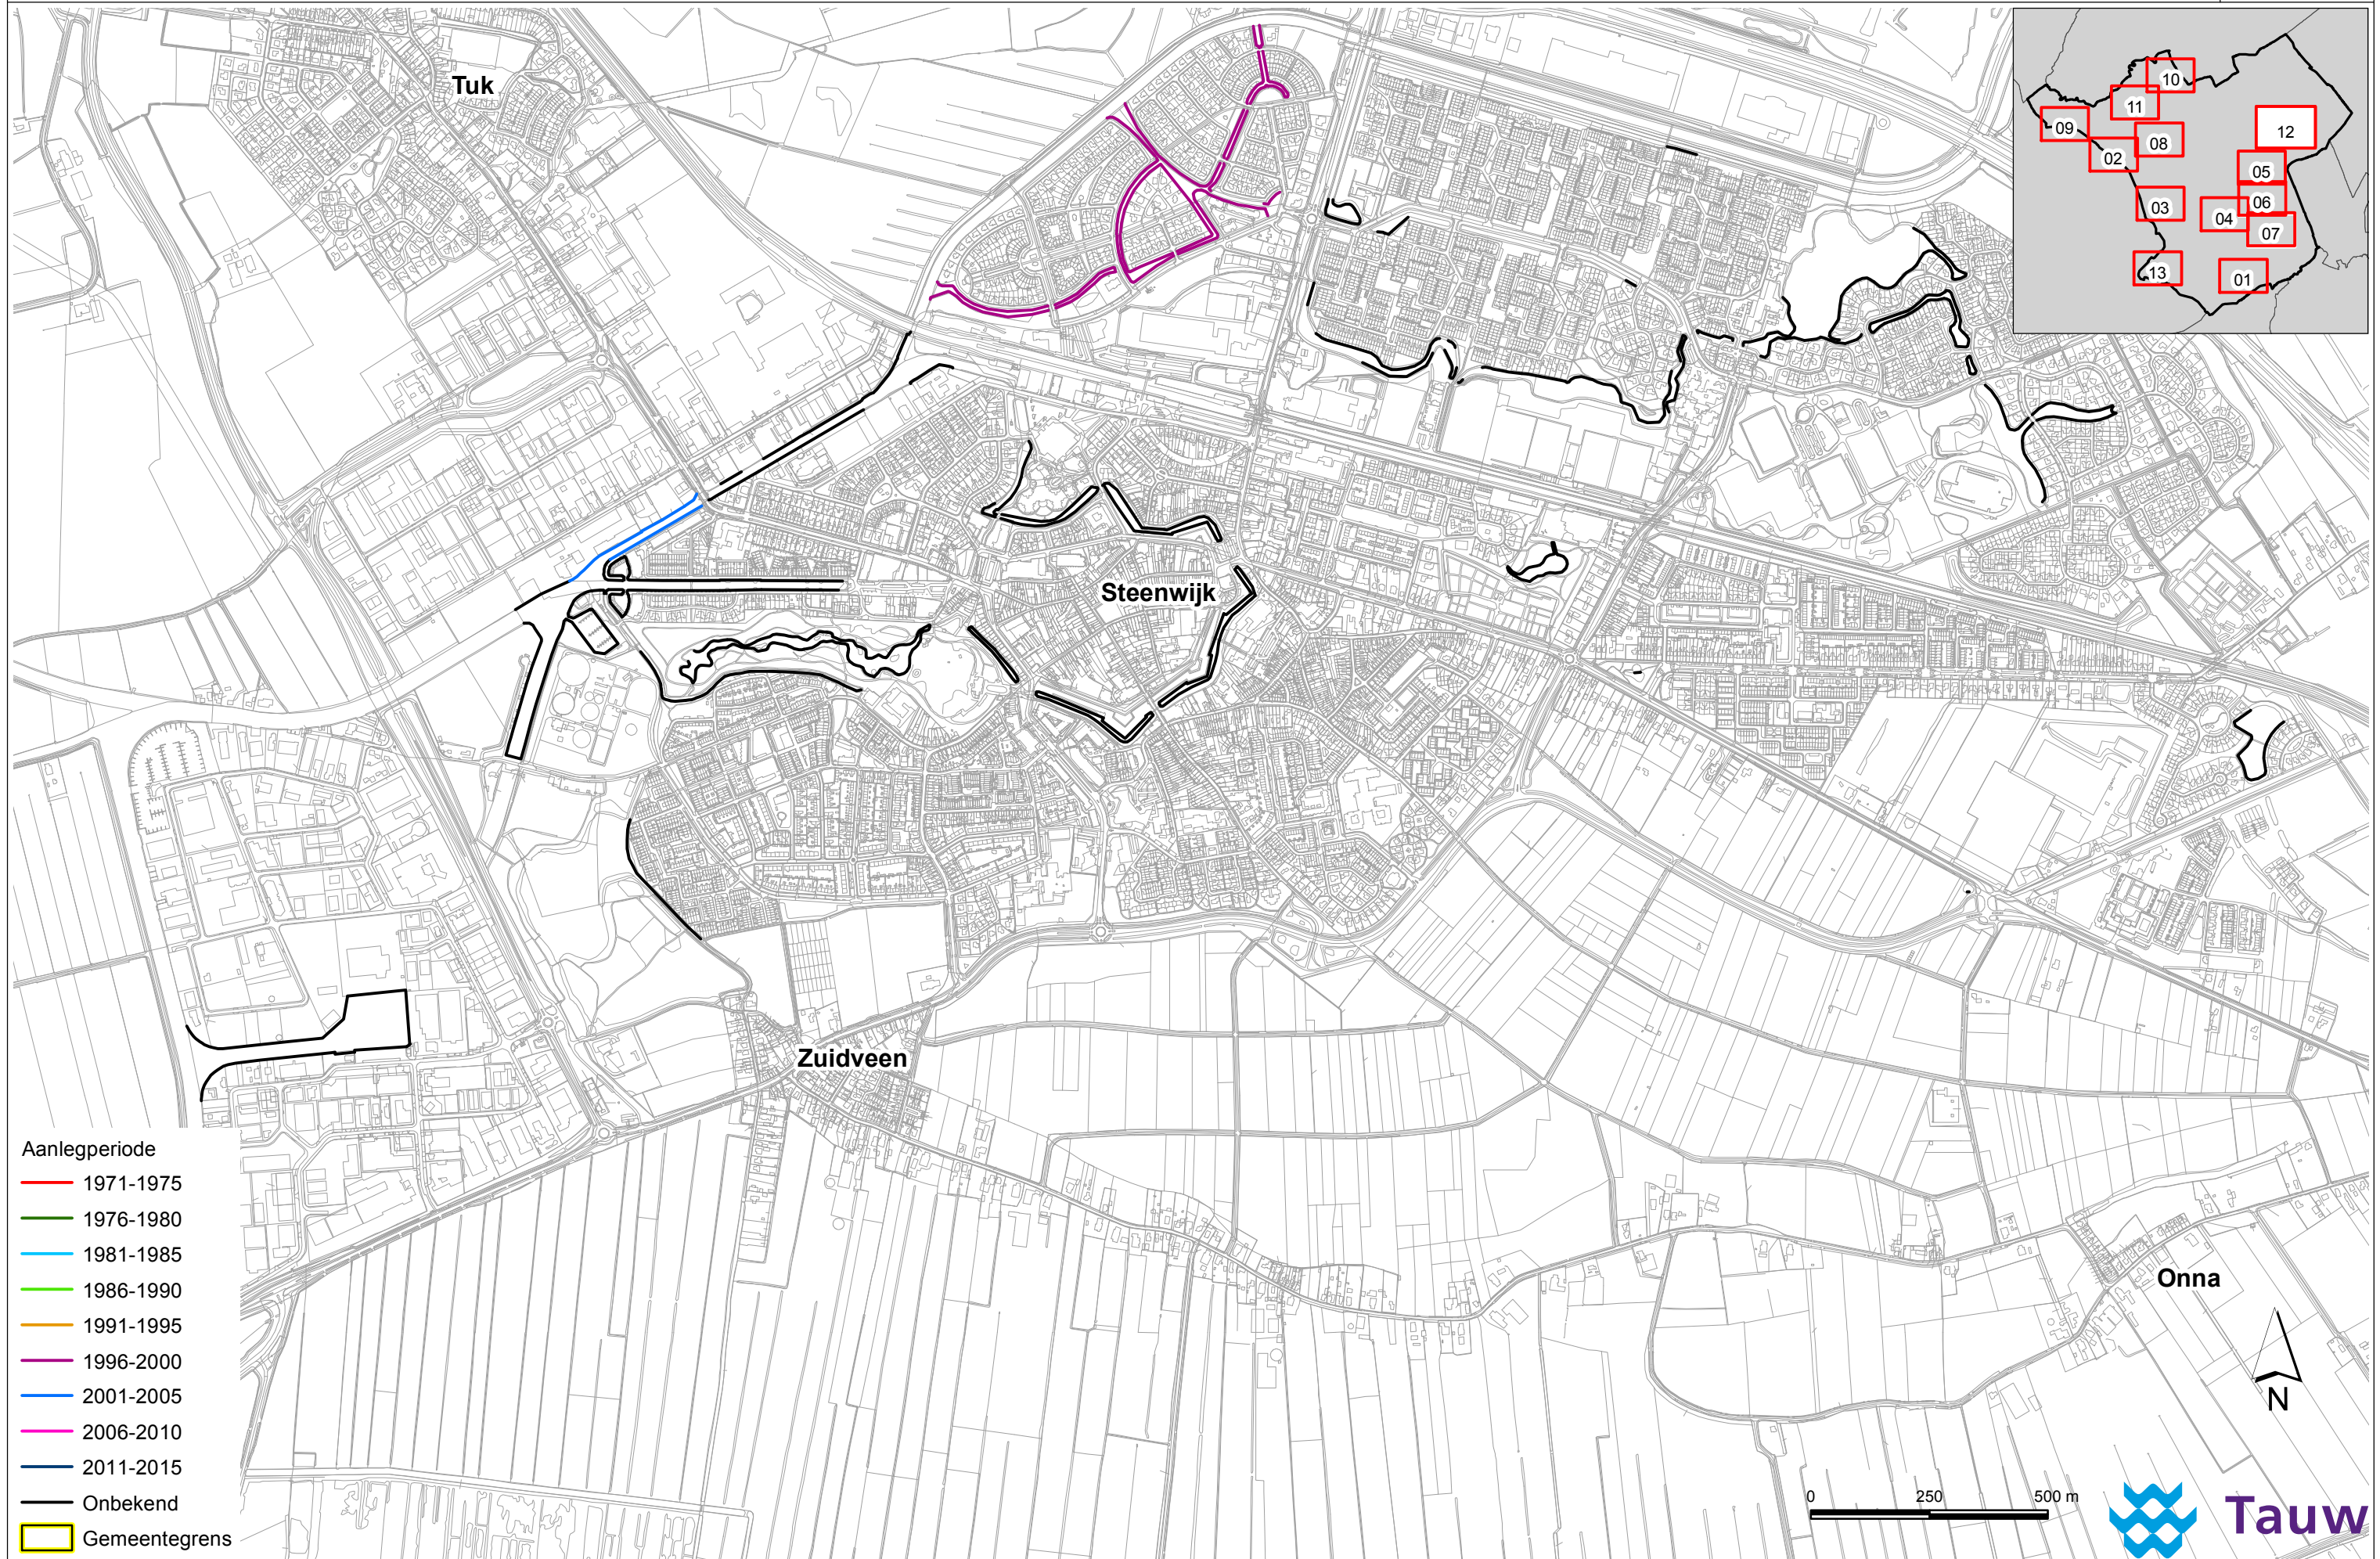 Tuk
10
11
09
12
08
02
05
03
06
04
07
13
01
Steenwijk
Zuidveen
Onna
Aanlegperiode
1971-1975
1976-1980
1981-1985
1986-1990
1991-1995
1996-2000
2001-2005
2006-2010
2011-2015
Onbekend
Gemeentegrens
N
0 250 500 m
Tauw